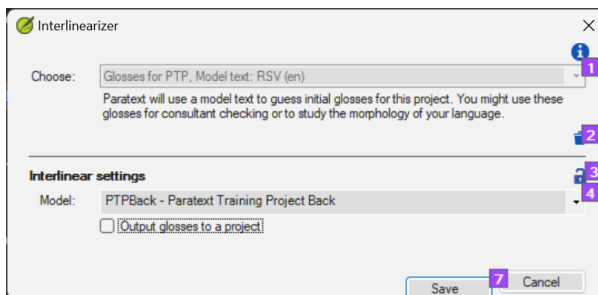 Interlinearizer
1
Choose: Glosses for PTP, Model text: RSV (en)
Paratext will use a model text to guess initial glosses for this project. You might use these
glosses for consultant checking or to study the morphology of your language.
2
Interlinear settings 3
Model: PTPBack - Paratext Training Project Back 4
Output glosses to a project
Save 7 Cancel